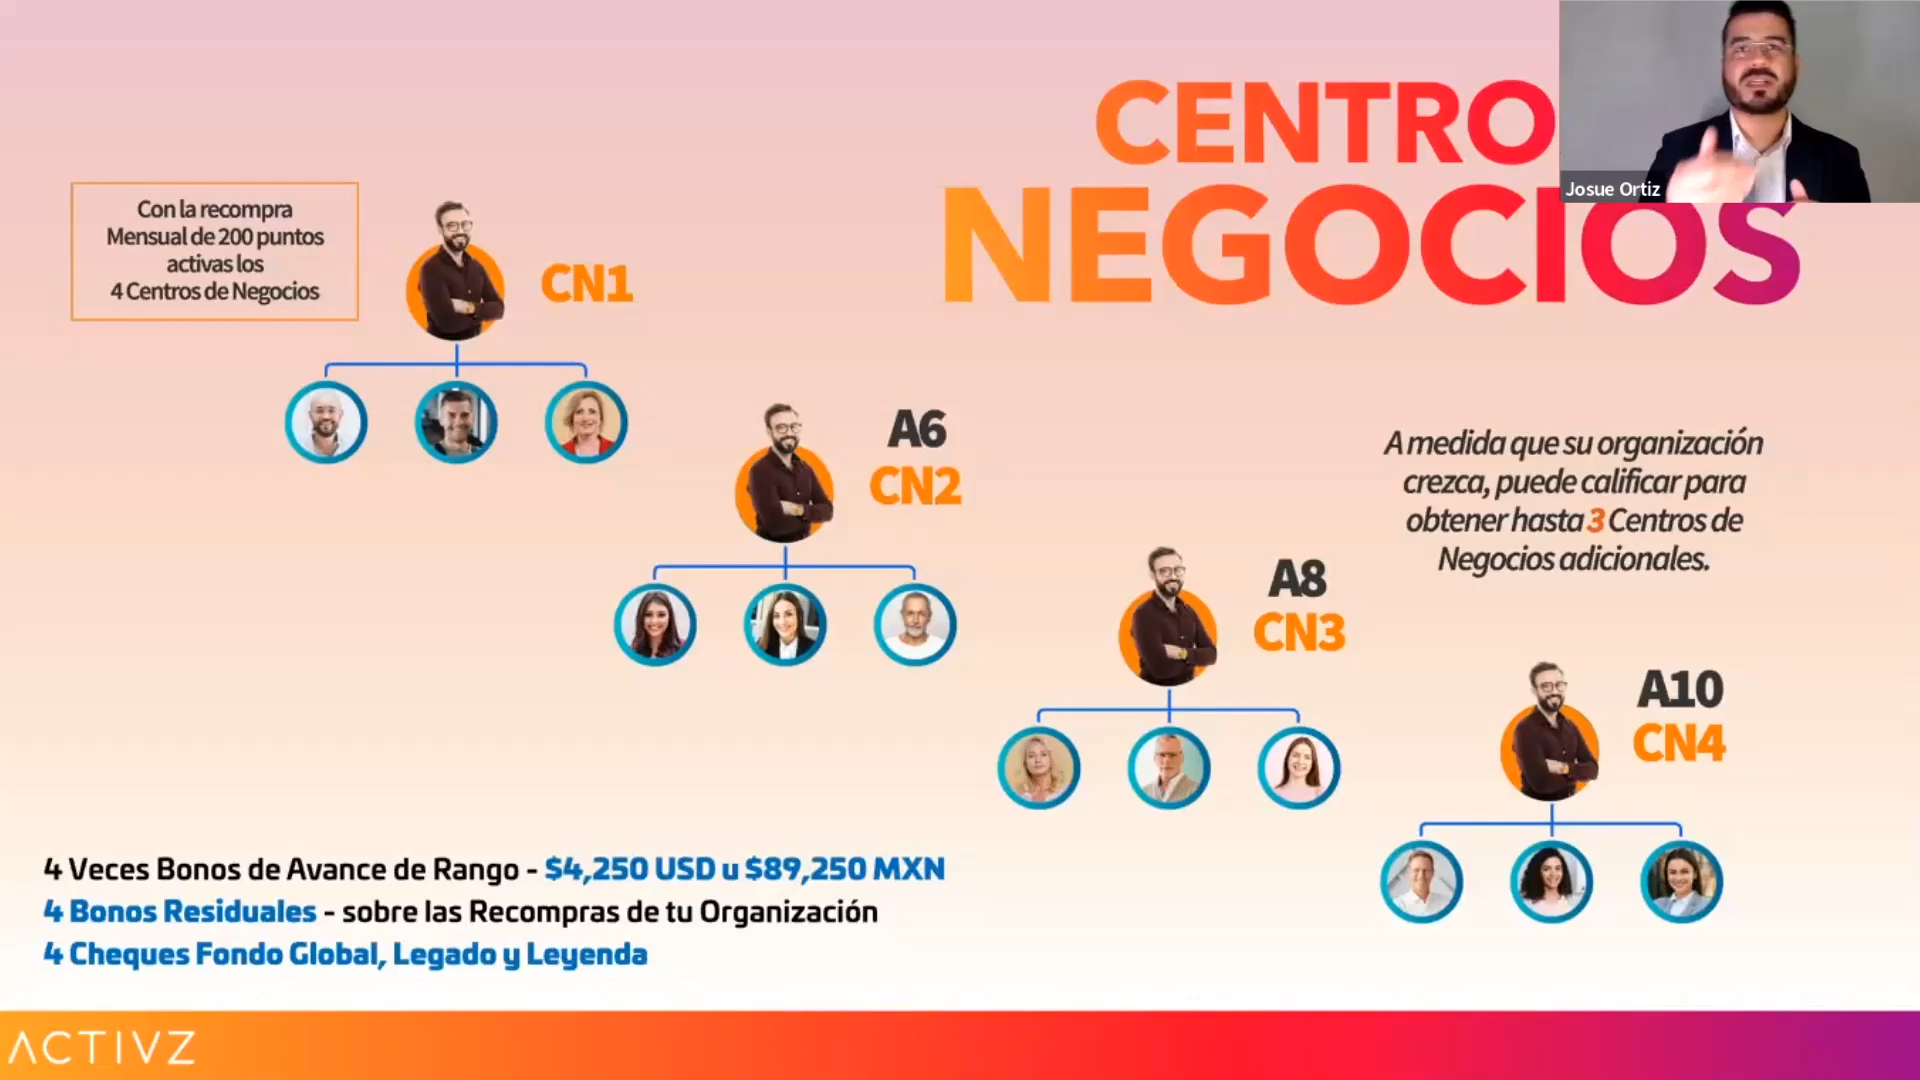 CENTRO
NEGOCIOS
Josue Ortiz
Con la recompra
Mensual de 200 puntos
activas los
4 Centros de Negocios
CN1
A6
CN2
A medida que su organización
crezca, puede calificar para
obtener hasta 3 Centros de
Negocios adicionales.
A8
CN3
A10
CN4
4 Veces Bonos de Avance de Rango - $4,250 USD u $89,250 MXN
4 Bonos Residuales - sobre las Recompras de tu Organización
4 Cheques Fondo Global, Legado y Leyenda
ACTIVZ